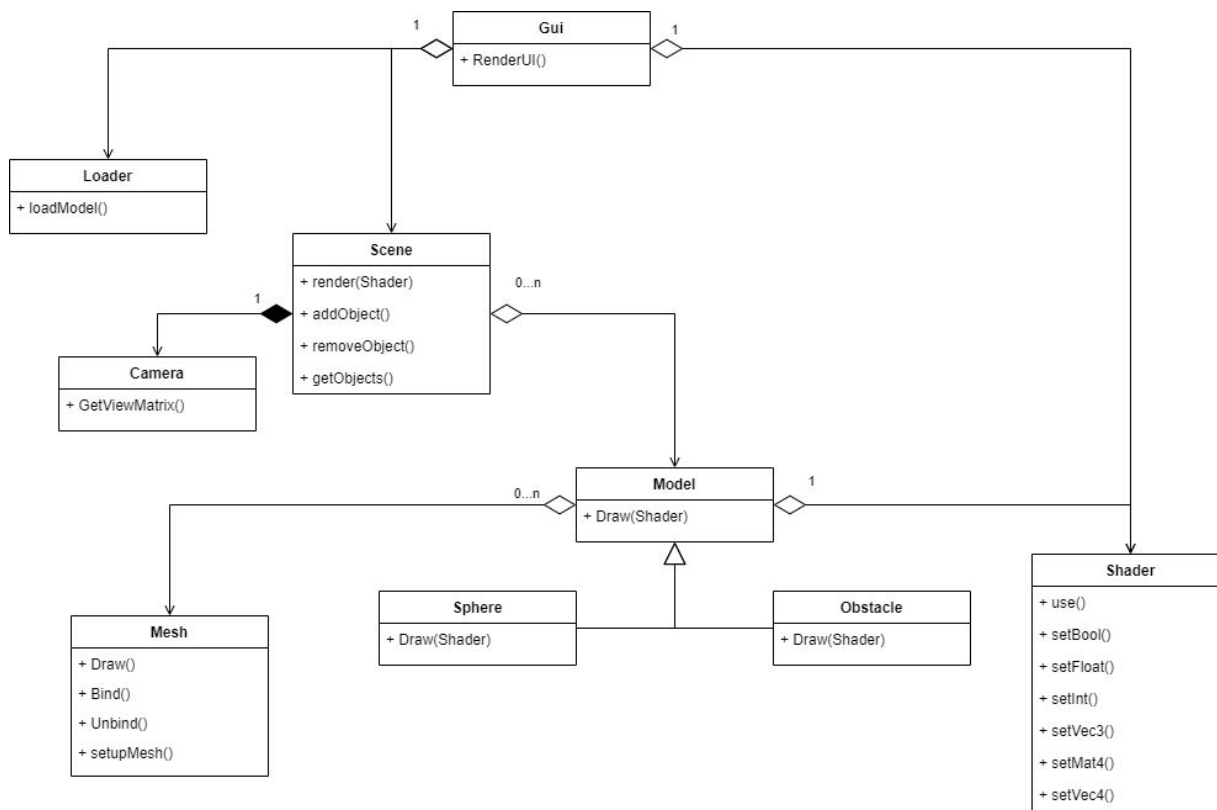 1
Gui
1
+ RenderUI()
Loader
+ loadModel()
Scene
+ render(Shader)
+ addObject()
+ removeObject()
+ getObjects()
0...n
1
Camera
+ GetViewMatrix()
Model
+ Draw(Shader)
0...n
1
Shader
+ use()
+ setBool()
+ setFloat()
+ setInt()
+ setVec3()
+ setMat4()
+ setVec4()
Sphere
+ Draw(Shader)
Obstacle
+ Draw(Shader)
Mesh
+ Draw()
+ Bind()
+ Unbind()
+ setupMesh()